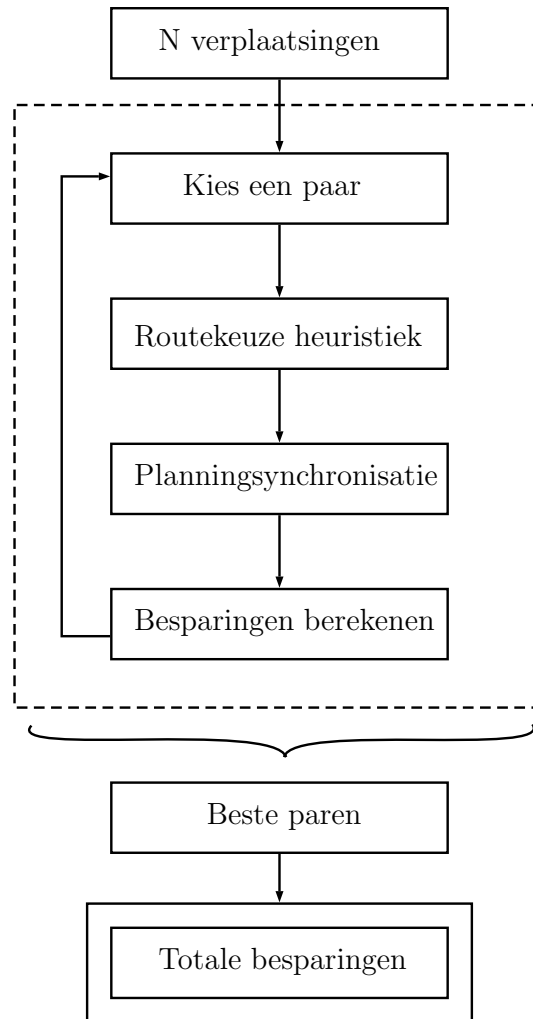 N verplaatsingen
Kies een paar
Routekeuze heuristiek
Planningsynchronisatie
Besparingen berekenen
Beste paren
Totale besparingen